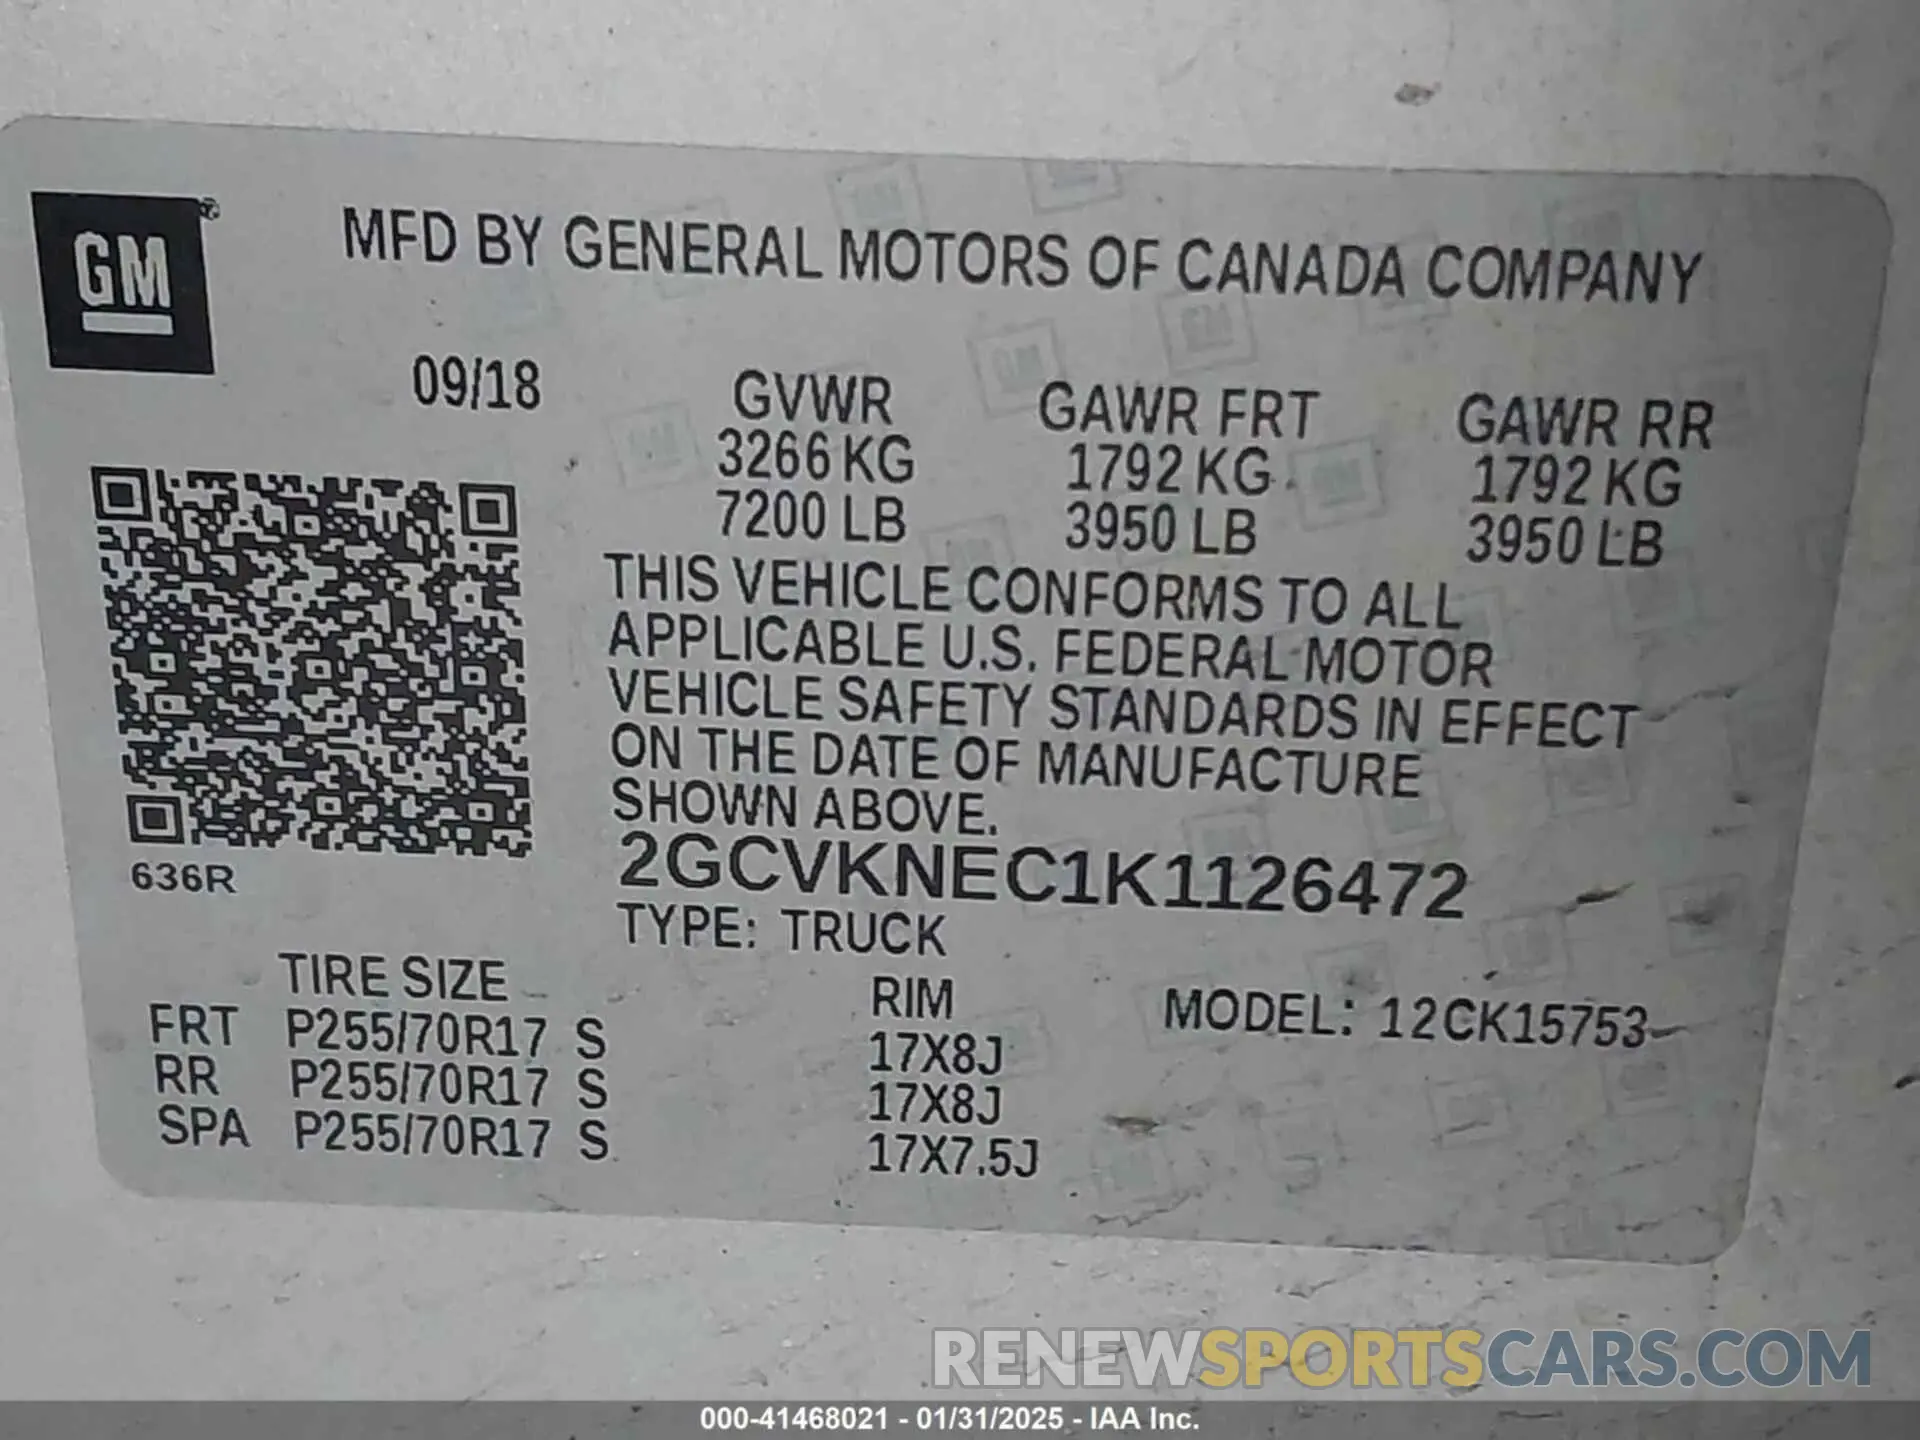 GM®
MFD BY GENERAL MOTORS OF CANADA COMPANY
09/18
GVWR
3266 KG
7200 LB
GAWR FRT
1792 KG
3950 LB
GAWR RR
1792 KG
3950 LB
THIS VEHICLE CONFORMS TO ALL
APPLICABLE U.S. FEDERAL MOTOR
VEHICLE SAFETY STANDARDS IN EFFECT
ON THE DATE OF MANUFACTURE
SHOWN ABOVE.
636R
2GCVKNEC1K1126472
TYPE: TRUCK
TIRE SIZE
RIM
MODEL: 12CK15753
FRT P255/70R17 S 17X8J
RR P255/70R17 S 17X8J
SPA P255/70R17 S 17X7.5J
RENEWSPORTSCARS.COM
000-41468021 - 01/31/2025 - IAA Inc.